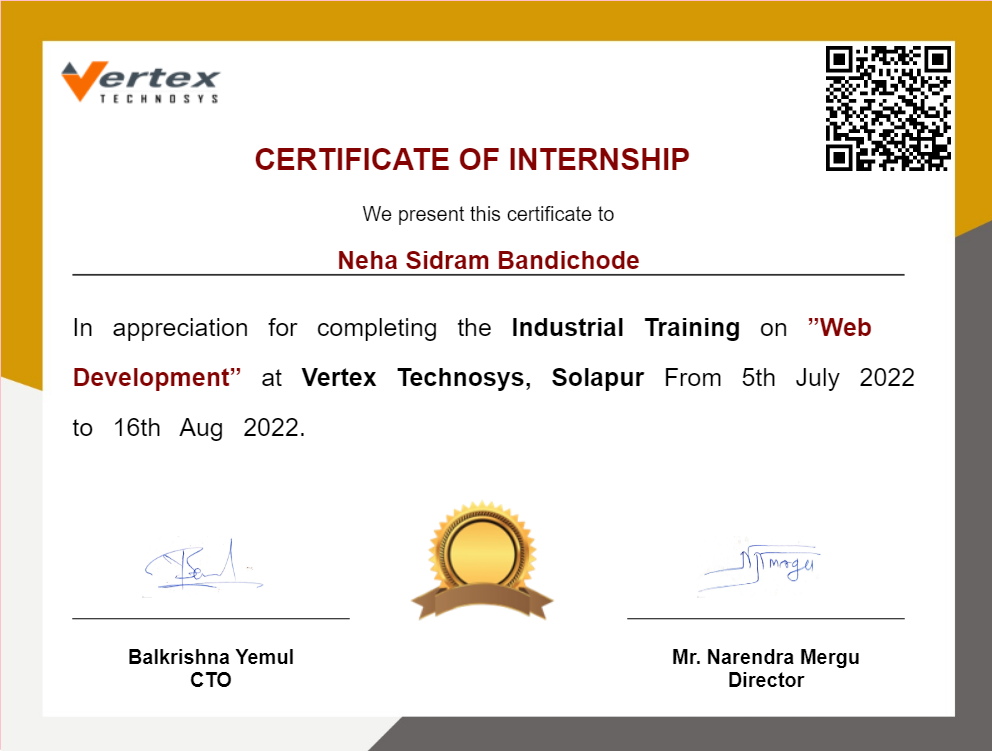 Vertex
TECHNOSYS
CERTIFICATE OF INTERNSHIP
We present this certificate to
Neha Sidram Bandichode
In appreciation for completing the Industrial Training on ”Web
Development” at Vertex Technosys, Solapur From 5th July 2022
to 16th Aug 2022.
Balkrishna Yemul
CTO
Mr. Narendra Mergu
Director